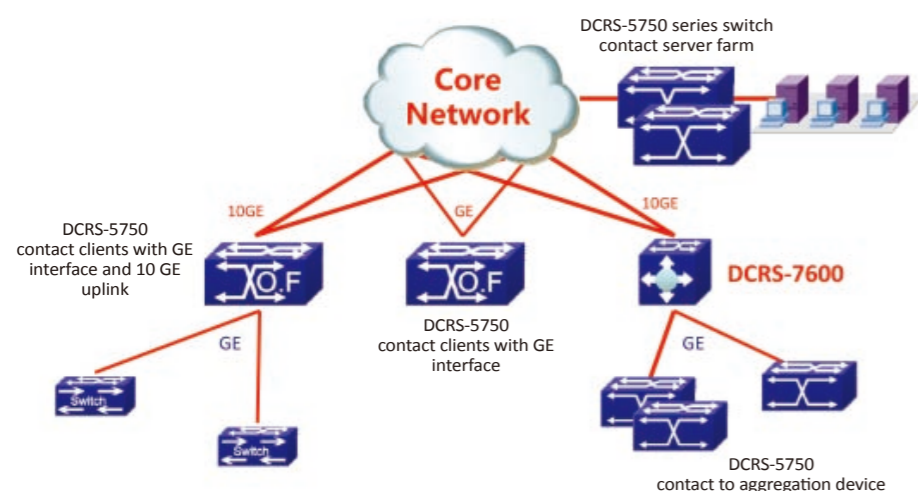 DCRS-5750 series switch
contact server farm
Core
Network
10GE
GE
10GE
DCRS-5750
contact clients with GE
interface and 10 GE
uplink
O.F
O.F
DCRS-7600
DCRS-5750
contact clients with GE
interface
GE
GE
Switch
Switch
DCRS-5750
contact to aggregation device